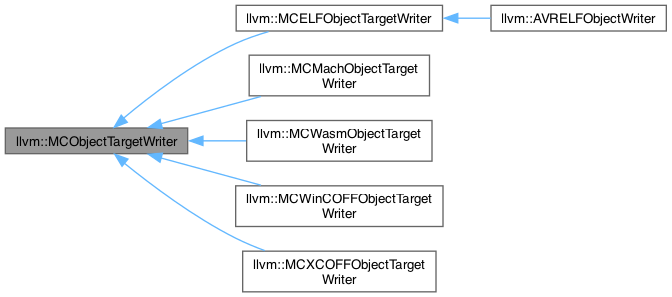 llvm::MCELFObjectTargetWriter
llvm::AVRELFObjectWriter
llvm::MCMachObjectTarget
Writer
llvm::MCObjectTargetWriter
llvm::MCWasmObjectTarget
Writer
llvm::MCWinCOFFObjectTarget
Writer
llvm::MCXCOFFObjectTarget
Writer